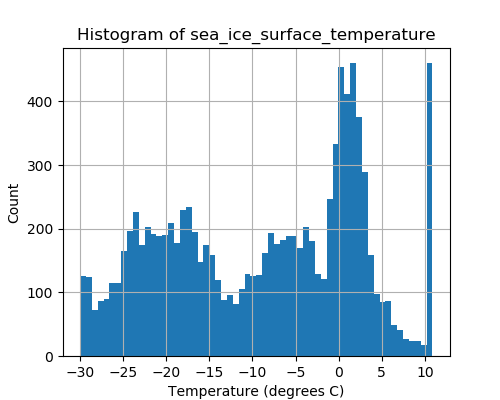 Histogram of sea_ice_surface_temperature
Count
400
300
200
100
0
−30 −25 −20 −15 −10 −5 0 5 10
Temperature (degrees C)